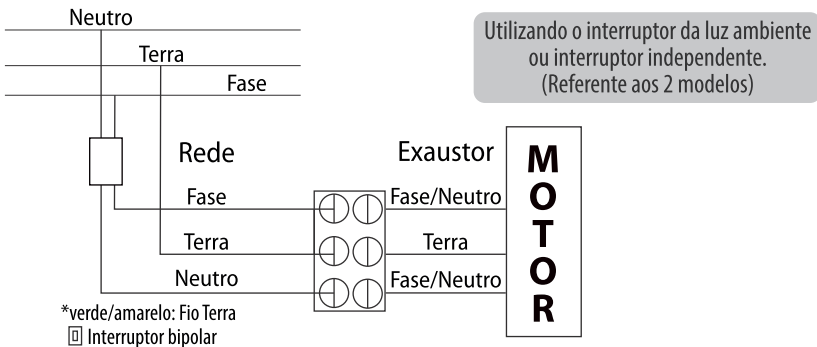 Neutro
Terra
Fase
Utilizando o interruptor da luz ambiente
ou interruptor independente.
(Referente aos 2 modelos)
Rede
Exaustor
MOTOR
Fase
Fase/Neutro
Terra
Terra
Neutro
Fase/Neutro
*verde/amarelo: Fio Terra
Interruptor bipolar